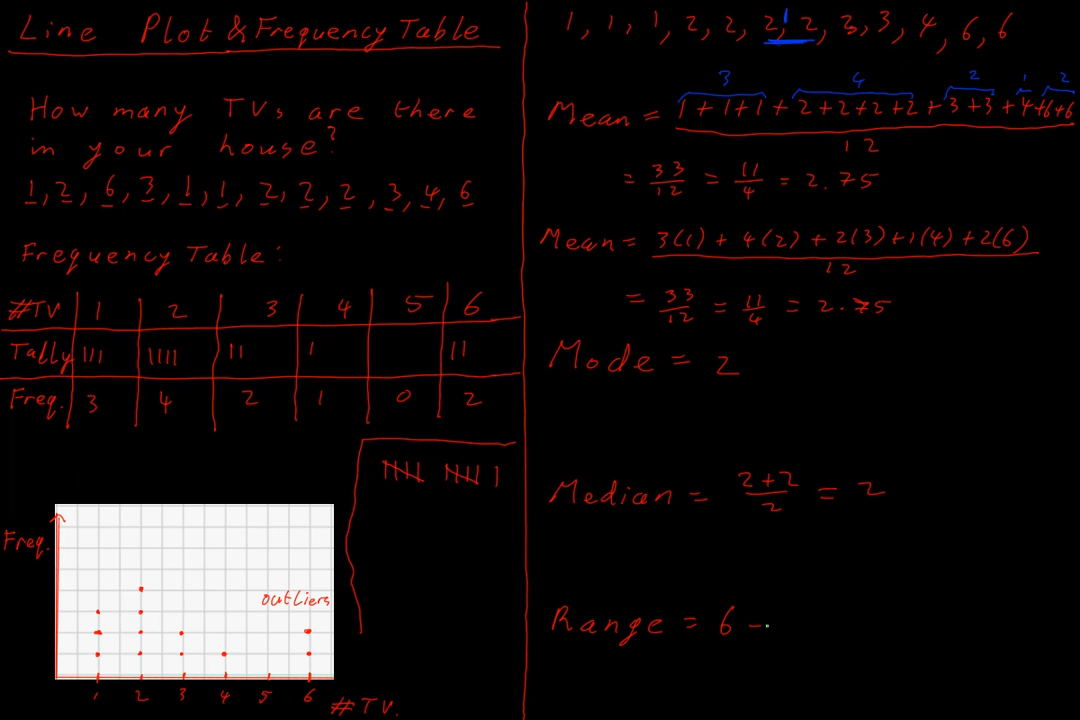 Line Plot & Frequency Table
How many TVs are there
in your house?
1, 2, 6, 3, 1, 1, 2, 2, 2, 3, 4, 6
Frequency Table:
#TV 1 2 3 4 5 6
Tally III IIII II I II
Freq. 3 4 2 1 0 2
IIII IIII I
Freq.
outliers
1 2 3 4 5 6
#TV.
1, 1, 1, 2, 2, 2, 2, 3, 3, 4, 6, 6
3 4 2 1 2
Mean = 1+1+1+2+2+2+2+3+3+4+6+6
12
= 33/12 = 11/4 = 2.75
Mean = 3(1) + 4(2) + 2(3) + 1(4) + 2(6)
12
= 33/12 = 11/4 = 2.75
Mode = 2
Median = 2+2/2 = 2
Range = 6 -